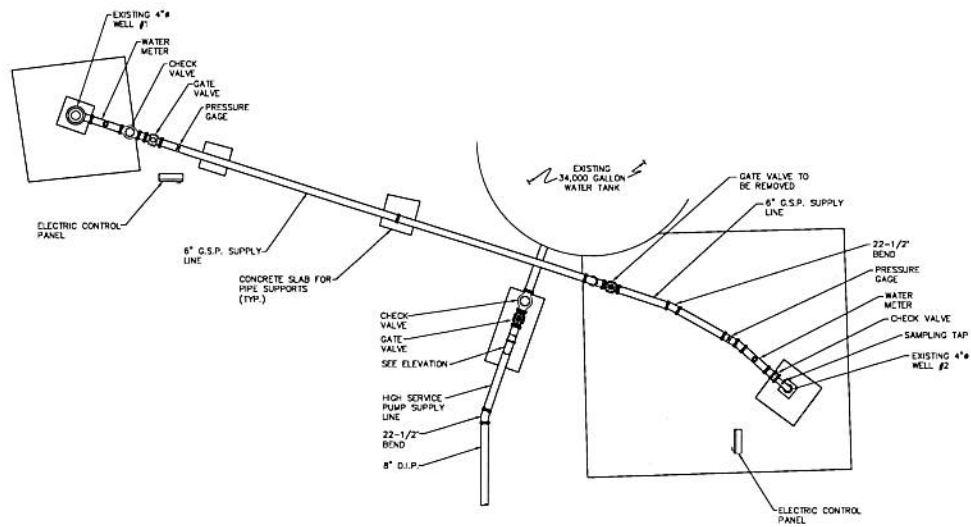 EXISTING 4"ø
WELL #1
WATER
METER
CHECK
VALVE
GATE
VALVE
PRESSURE
GAGE
ELECTRIC CONTROL
PANEL
6" G.S.P. SUPPLY
LINE
CONCRETE SLAB FOR
PIPE SUPPORTS
(TYP.)
EXISTING
34,000 GALLON
WATER TANK
GATE VALVE TO
BE REMOVED
6" G.S.P. SUPPLY
LINE
22-1/2°
BEND
PRESSURE
GAGE
WATER
METER
CHECK VALVE
SAMPLING TAP
EXISTING 4"ø
WELL #2
CHECK
VALVE
GATE
VALVE
SEE ELEVATION
HIGH SERVICE
PUMP SUPPLY
LINE
22-1/2°
BEND
8" D.I.P.
ELECTRIC CONTROL
PANEL